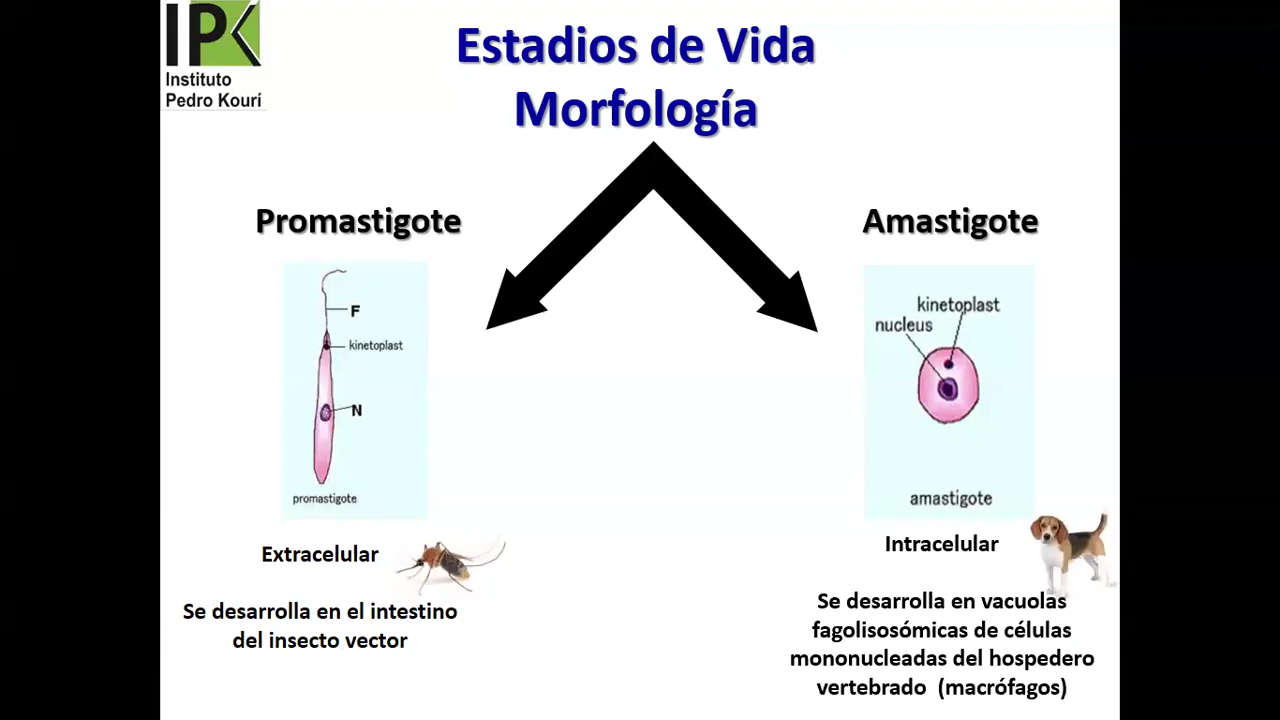 IPK
Instituto
Pedro Kourí
Estadios de Vida
Morfología
Promastigote
F
kinetoplast
N
promastigote
Extracelular
Se desarrolla en el intestino
del insecto vector
Amastigote
kinetoplast
nucleus
amastigote
Intracelular
Se desarrolla en vacuolas
fagolisosómicas de células
mononucleadas del hospedero
vertebrado (macrófagos)